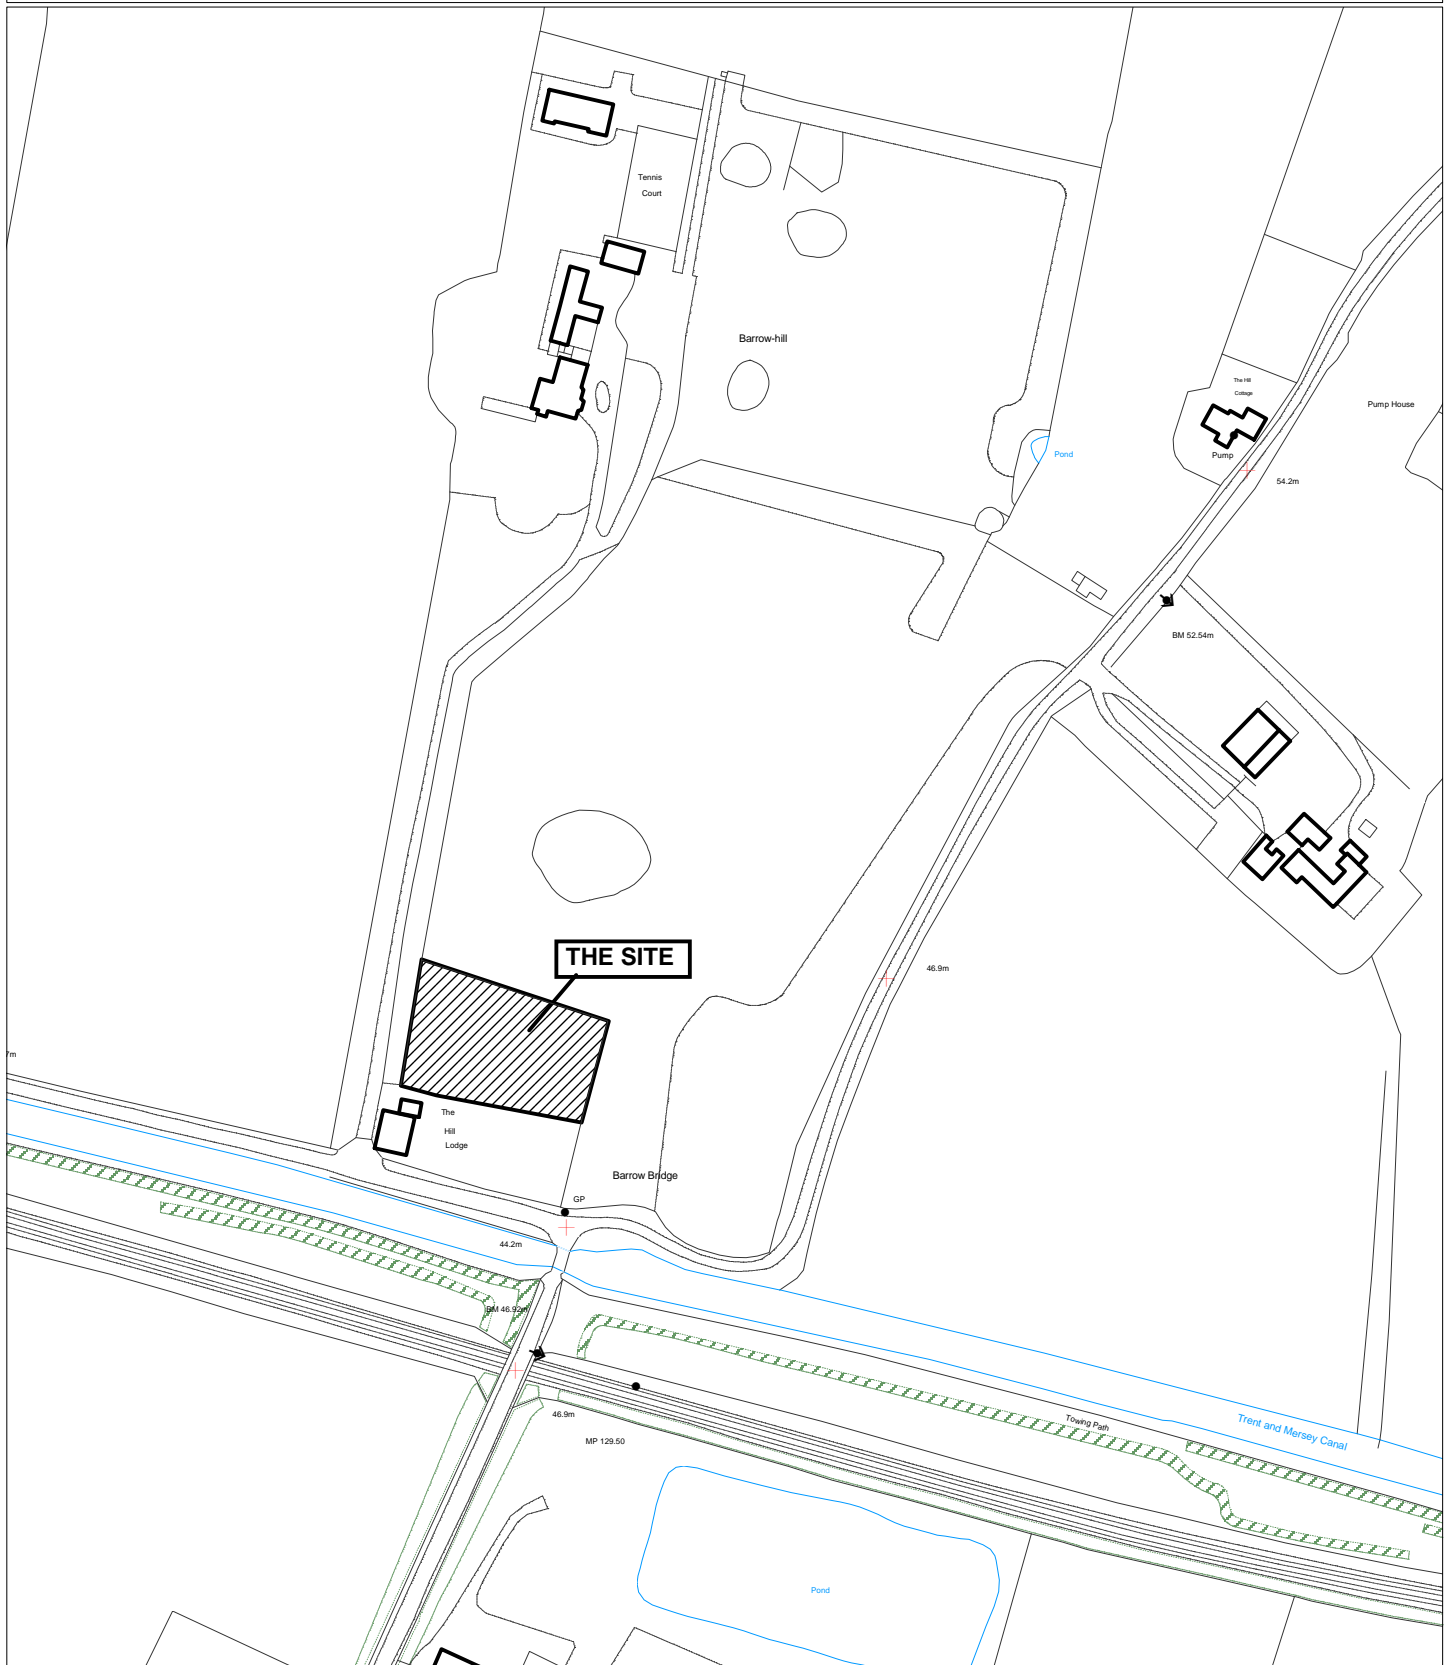 Tennis
Court
Barrow-hill
The Hill
Cottage
Pump House
Pump
Pond
54.2m
BM 52.54m
THE SITE
46.9m
7m
The
Hill
Lodge
Barrow Bridge
GP
44.2m
BM 46.92m
46.9m
MP 129.50
Towing Path
Trent and Mersey Canal
Pond